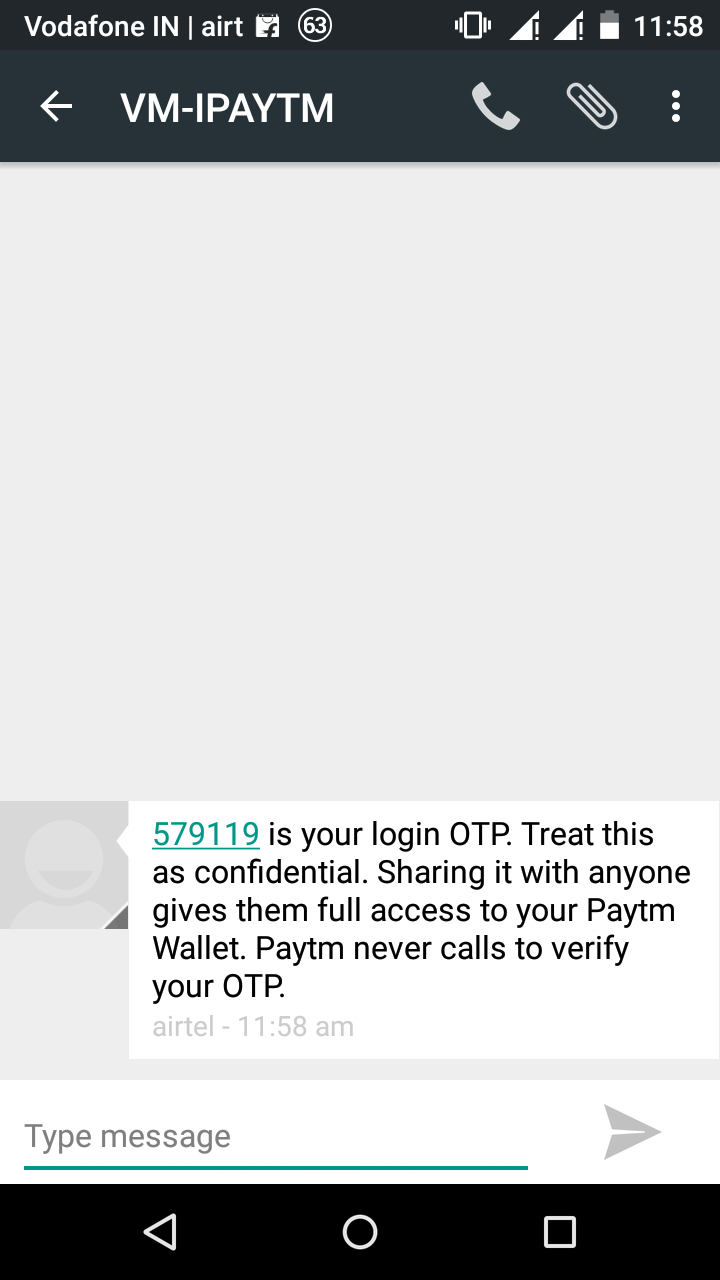 Vodafone IN | airt 63 11:58
VM-IPAYTM
579119 is your login OTP. Treat this
as confidential. Sharing it with anyone
gives them full access to your Paytm
Wallet. Paytm never calls to verify
your OTP.
airtel - 11:58 am
Type message